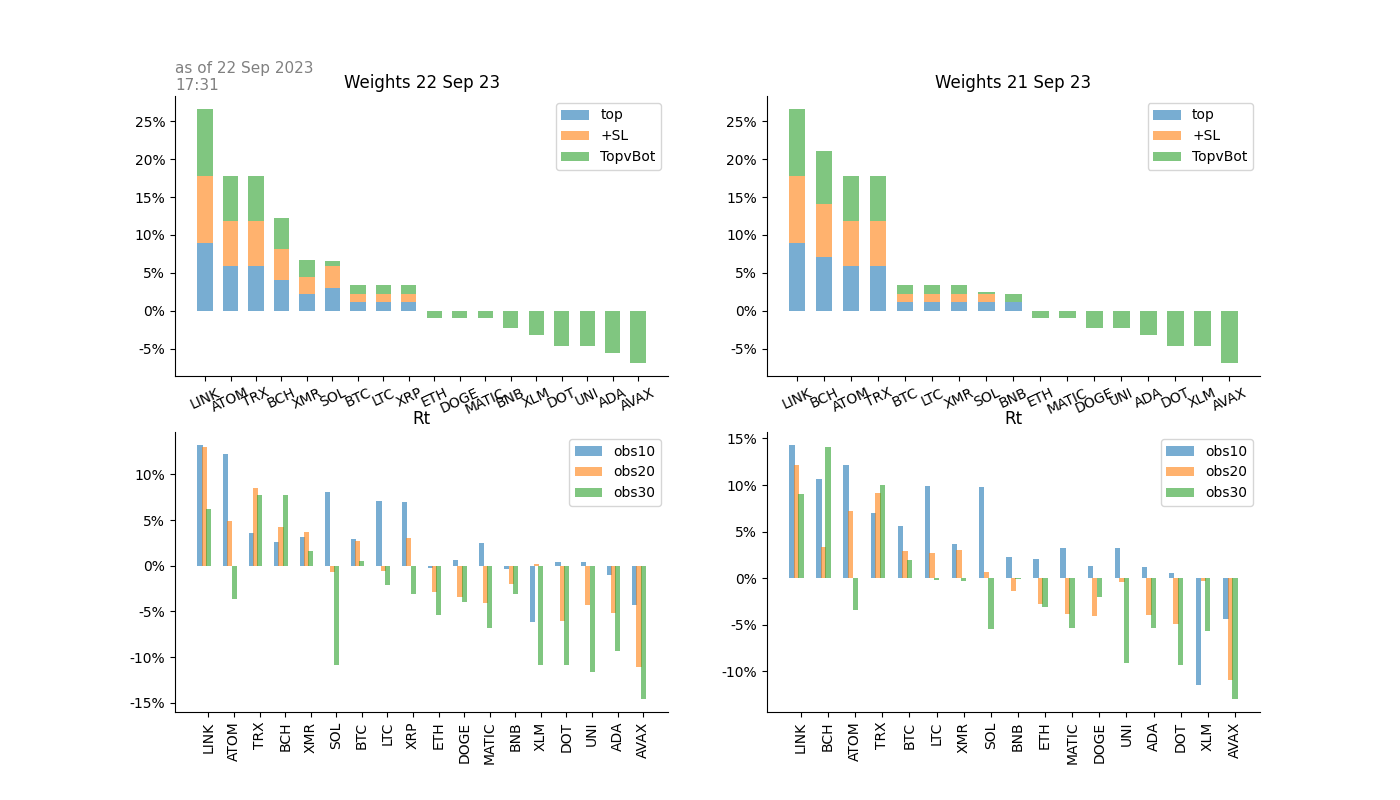 as of 22 Sep 2023
17:31
Weights 22 Sep 23
25%
20%
15%
10%
5%
0%
-5%
top
+SL
TopvBot
LINK
ATOM
TRX
BCH
XMR
SOL
BTC
LTC
XRP
ETH
DOGE
MATIC
BNB
XLM
DOT
UNI
ADA
AVAX
Weights 21 Sep 23
25%
20%
15%
10%
5%
0%
-5%
top
+SL
TopvBot
LINK
BCH
ATOM
TRX
BTC
LTC
XMR
SOL
BNB
ETH
MATIC
DOGE
UNI
ADA
DOT
XLM
AVAX
Rt
10%
5%
0%
-5%
-10%
-15%
obs10
obs20
obs30
LINK
ATOM
TRX
BCH
XMR
SOL
BTC
LTC
XRP
ETH
DOGE
MATIC
BNB
XLM
DOT
UNI
ADA
AVAX
Rt
15%
10%
5%
0%
-5%
-10%
obs10
obs20
obs30
LINK
BCH
ATOM
TRX
BTC
LTC
XMR
SOL
BNB
ETH
MATIC
DOGE
UNI
ADA
DOT
XLM
AVAX